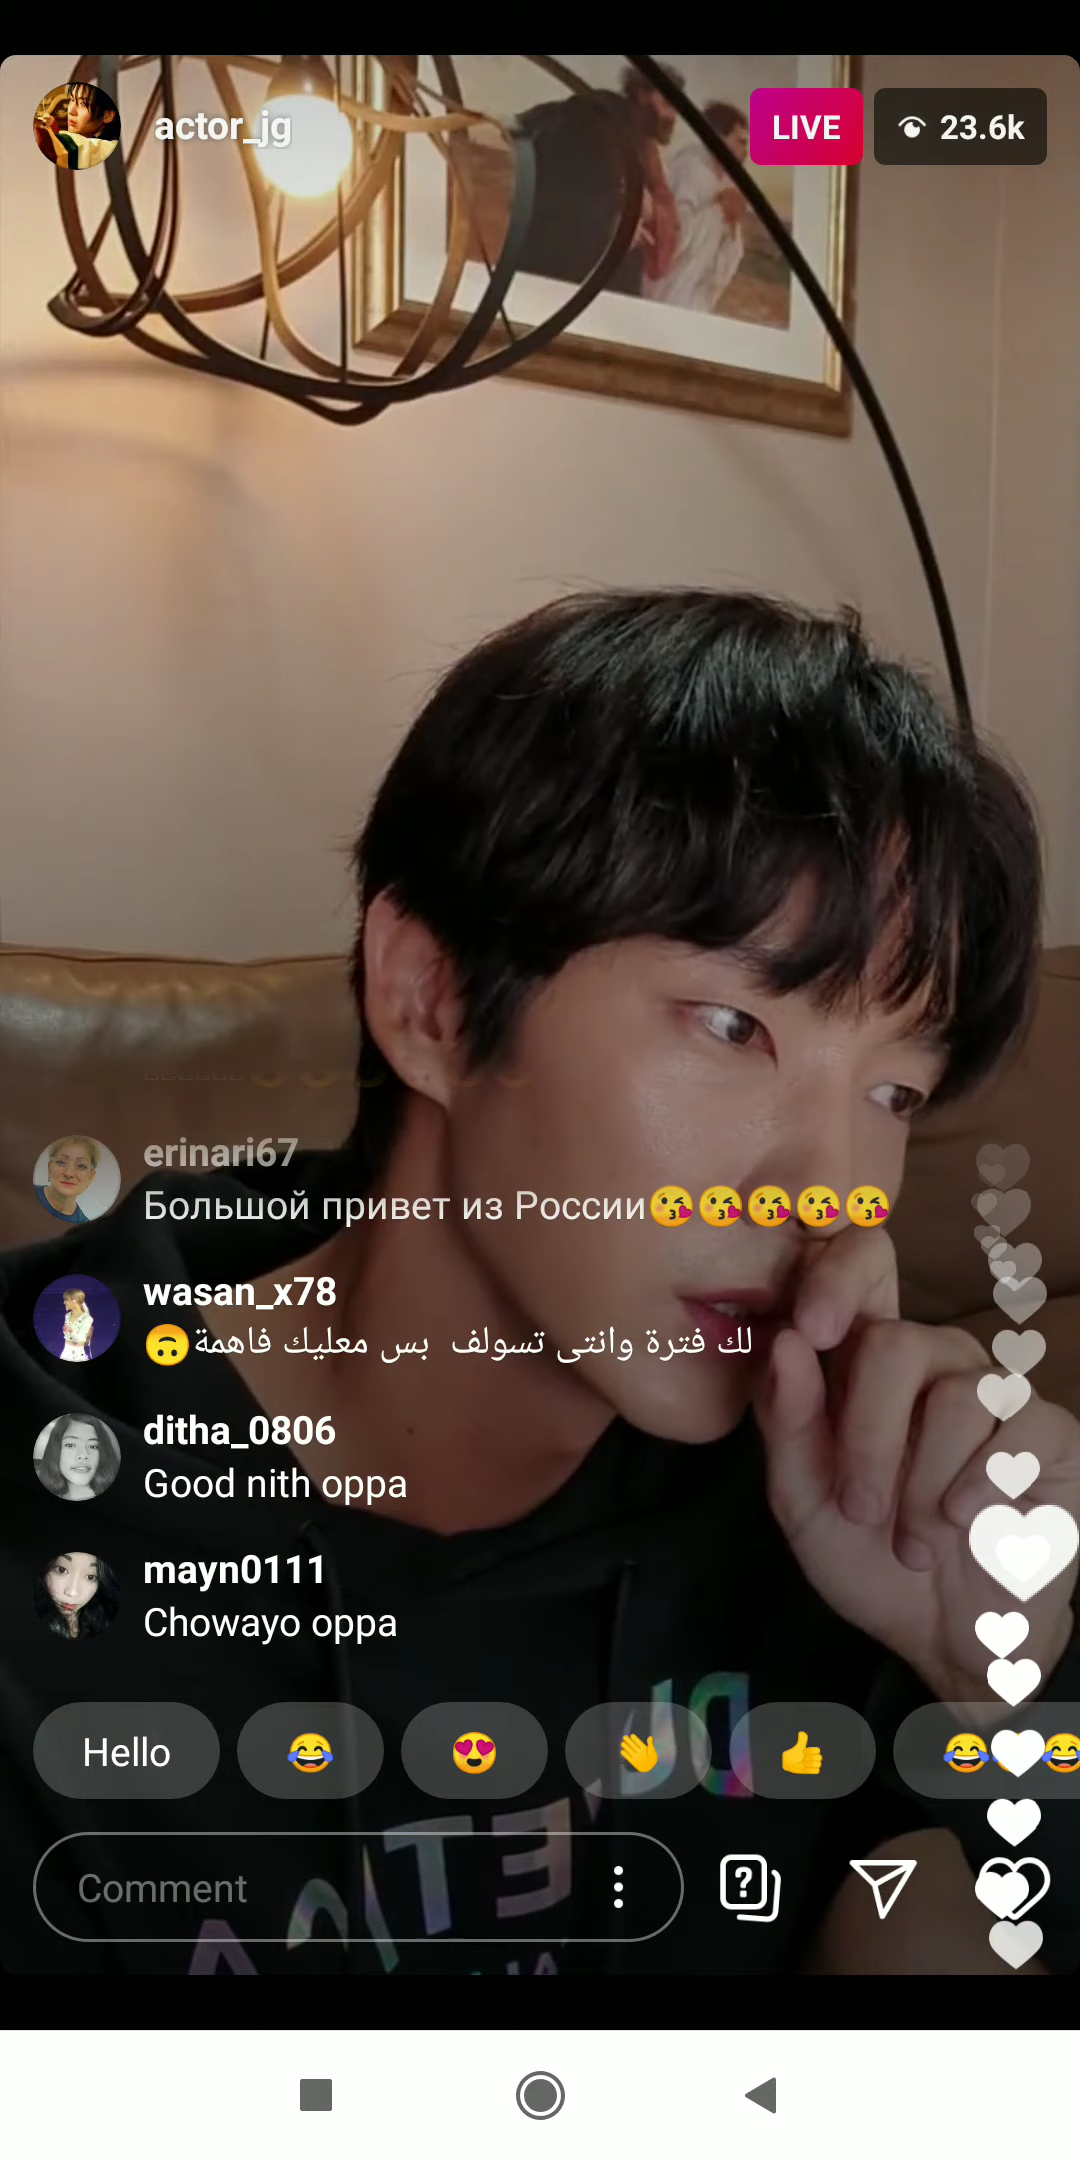 actor_jg
LIVE
23.6k
erinari67
Большой привет из России😘😘😘😘😘
wasan_x78
لك فترة وانتى تسولف بس معليك فاهمة🙃
ditha_0806
Good nith oppa
mayn0111
Chowayo oppa
Hello 😂 😍 👋 👍 😂
Comment